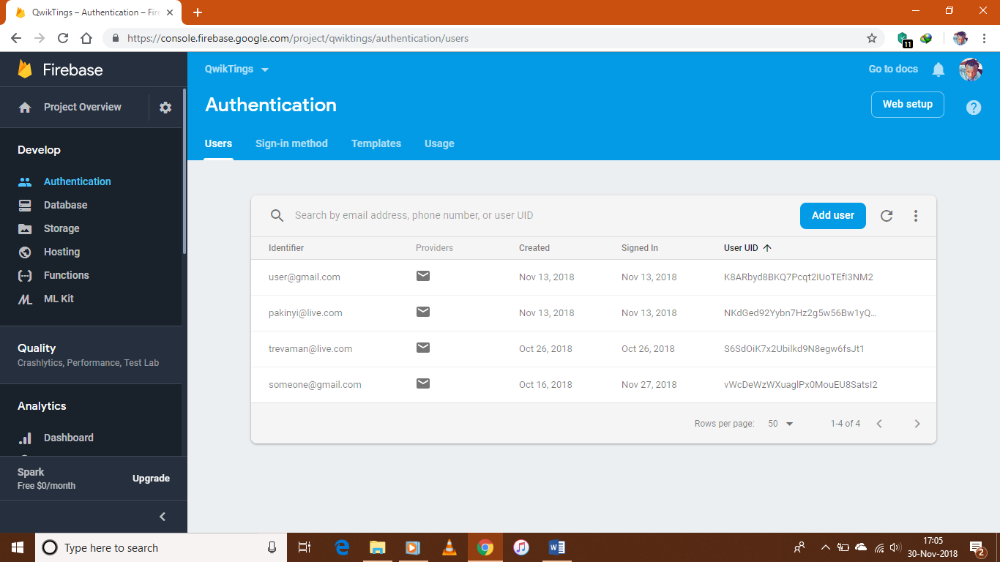 QwikTings – Authentication – Fire
https://console.firebase.google.com/project/qwiktings/authentication/users
11
Firebase
QwikTings
Go to docs
Project Overview
Authentication
Web setup
Users Sign-in method Templates Usage
Develop
Authentication
Database
Storage
Hosting
Functions
ML Kit
Quality
Crashlytics, Performance, Test Lab
Analytics
Dashboard
Spark
Free $0/month
Upgrade
Search by email address, phone number, or user UID
Add user
Identifier Providers Created Signed In User UID
user@gmail.com Nov 13, 2018 Nov 13, 2018 K8ARbyd8BKQ7Pcqt2IUoTEfI3NM2
pakinyi@live.com Nov 13, 2018 Nov 13, 2018 NKdGed92Yybn7Hz2g5w56Bw1yQ...
trevaman@live.com Oct 26, 2018 Oct 26, 2018 S6SdOiK7x2Ubilkd9N8egw6fsJt1
someone@gmail.com Oct 16, 2018 Nov 27, 2018 vWcDeWzWXuaglPx0MouEU8SatsI2
Rows per page: 50 1-4 of 4
Type here to search
17:05
30-Nov-2018
2